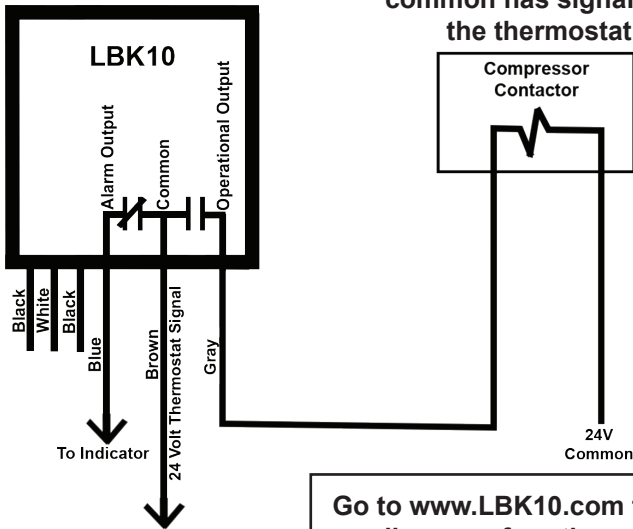 common has signal
the thermostat
LBK10
Compressor
Contactor
Alarm Output
Common
Operational Output
Black
White
Black
Blue
Brown
24 Volt Thermostat Signal
Gray
To Indicator
24V
Common
Go to www.LBK10.com